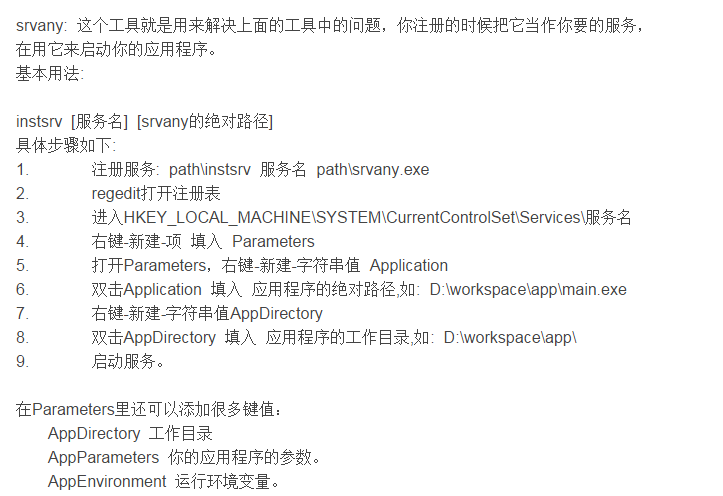 srvany: 这个工具就是用来解决上面的工具中的问题，你注册的时候把它当作你要的服务，
在用它来启动你的应用程序。
基本用法:
instsrv [服务名] [srvany的绝对路径]
具体步骤如下:
1. 注册服务: path\instsrv 服务名 path\srvany.exe
2. regedit打开注册表
3. 进入HKEY_LOCAL_MACHINE\SYSTEM\CurrentControlSet\Services\服务名
4. 右键-新建-项 填入 Parameters
5. 打开Parameters，右键-新建-字符串值 Application
6. 双击Application 填入 应用程序的绝对路径,如: D:\workspace\app\main.exe
7. 右键-新建-字符串值AppDirectory
8. 双击AppDirectory 填入 应用程序的工作目录,如: D:\workspace\app\
9. 启动服务。
在Parameters里还可以添加很多键值：
AppDirectory 工作目录
AppParameters 你的应用程序的参数。
AppEnvironment 运行环境变量。